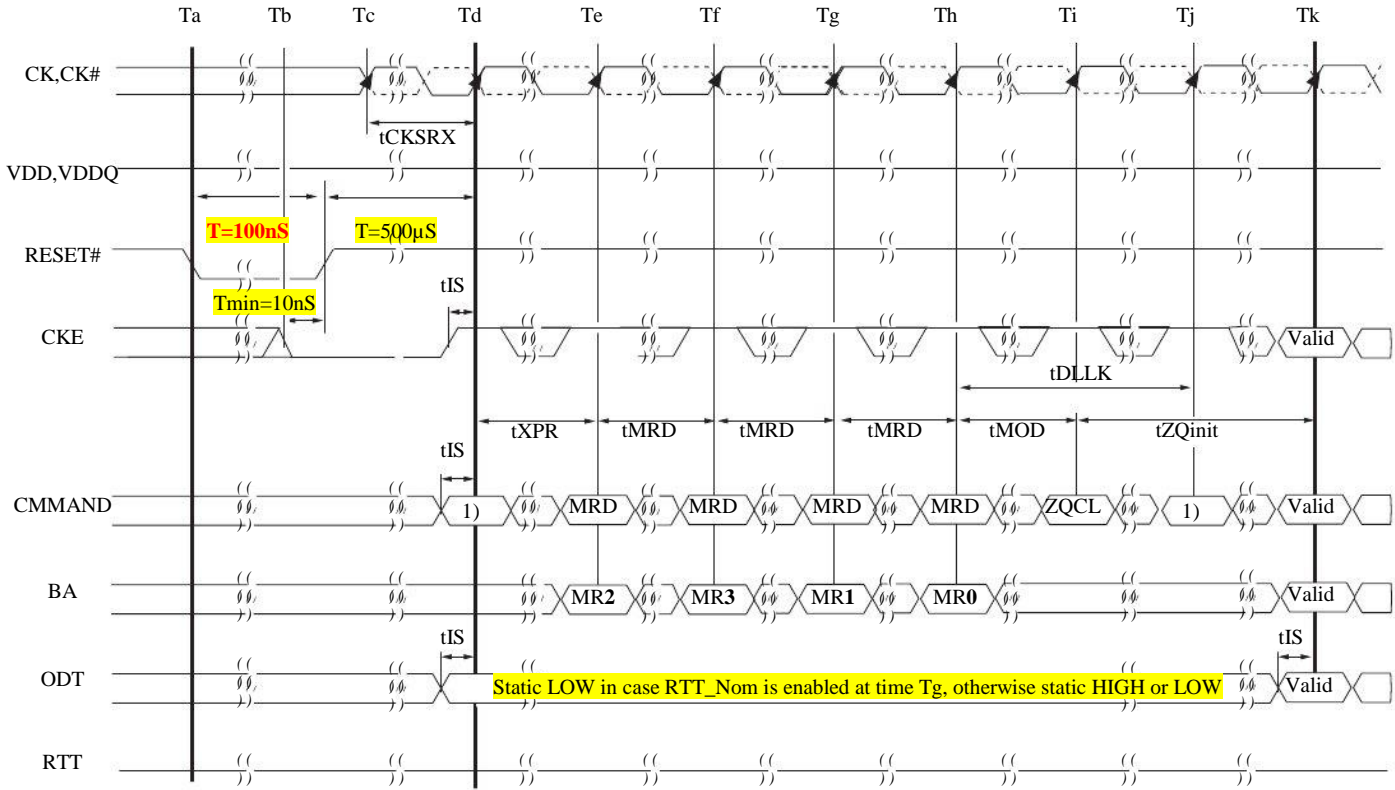 Ta Tb Tc Td Te Tf Tg Th Ti Tj Tk
CK,CK#
tCKSRX
VDD,VDDQ
T=100nS T=500µS
RESET#
Tmin=10nS tIS
CKE Valid
tDLLK
tXPR tMRD tMRD tMRD tMOD tZQinit
tIS
CMMAND 1) MRD MRD MRD MRD ZQCL 1) Valid
BA MR2 MR3 MR1 MR0 Valid
tIS tIS
ODT Static LOW in case RTT_Nom is enabled at time Tg, otherwise static HIGH or LOW Valid
RTT